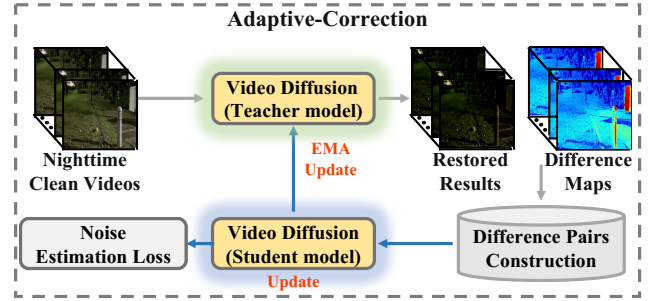 Adaptive-Correction
Video Diffusion
(Teacher model)
Nighttime
Clean Videos
EMA
Update
Restored
Results
Difference
Maps
Noise
Estimation Loss
Video Diffusion
(Student model)
Update
Difference Pairs
Construction